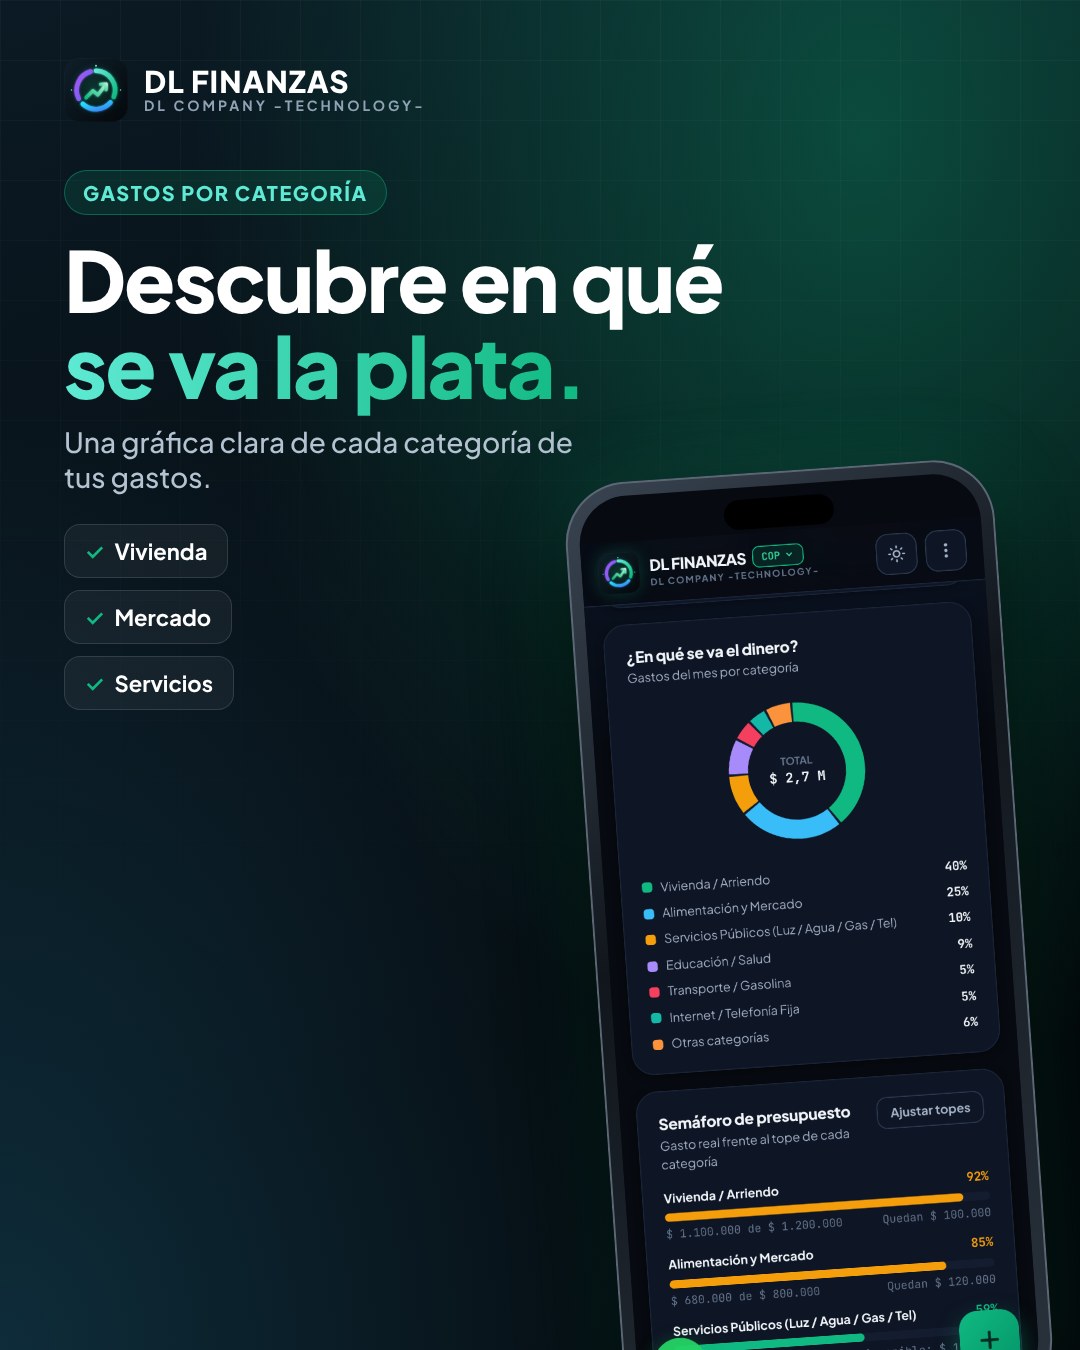 DL FINANZAS
DL COMPANY -TECHNOLOGY-
GASTOS POR CATEGORÍA
Descubre en qué
se va la plata.
Una gráfica clara de cada categoría de
tus gastos.
Vivienda
Mercado
Servicios
DL FINANZAS COP
DL COMPANY -TECHNOLOGY-
¿En qué se va el dinero?
Gastos del mes por categoría
TOTAL
$ 2,7 M
Vivienda / Arriendo 40%
Alimentación y Mercado 25%
Servicios Públicos (Luz / Agua / Gas / Tel) 10%
Educación / Salud 9%
Transporte / Gasolina 5%
Internet / Telefonía Fija 5%
Otras categorías 6%
Semáforo de presupuesto Ajustar topes
Gasto real frente al tope de cada
categoría
Vivienda / Arriendo 92%
$ 1.100.000 de $ 1.200.000 Quedan $ 100.000
Alimentación y Mercado 85%
$ 680.000 de $ 800.000 Quedan $ 120.000
Servicios Públicos (Luz / Agua / Gas / Tel)